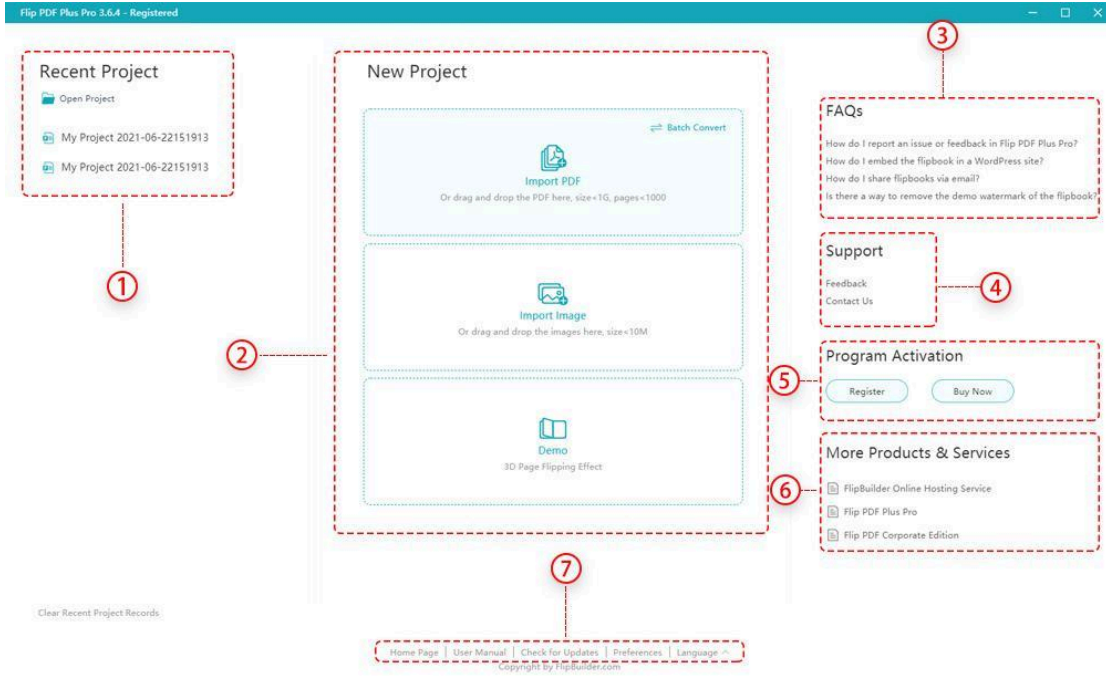 Flip PDF Plus Pro 3.6.4 - Registered
Recent Project
Open Project
My Project 2021-06-22151913
My Project 2021-06-22151913
1
Clear Recent Project Records
2
New Project
Batch Convert
Import PDF
Or drag and drop the PDF here, size<1G, pages<1000
Import Image
Or drag and drop the images here, size<10M
Demo
3D Page Flipping Effect
3
FAQs
How do I report an issue or feedback in Flip PDF Plus Pro?
How do I embed the flipbook in a WordPress site?
How do I share flipbooks via email?
Is there a way to remove the demo watermark of the flipbook?
Support
Feedback
Contact Us
4
5
Program Activation
Register
Buy Now
6
More Products & Services
FlipBuilder Online Hosting Service
Flip PDF Plus Pro
Flip PDF Corporate Edition
7
Home Page | User Manual | Check for Updates | Preferences | Language
Copyright by FlipBuilder.com